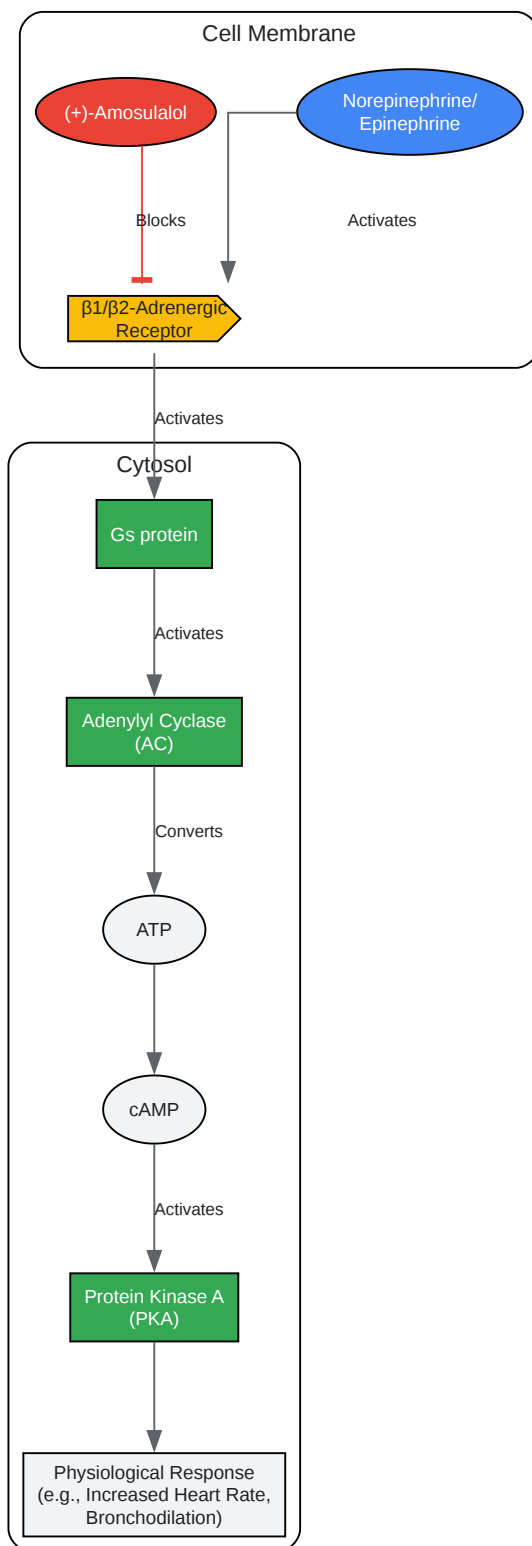 Cell Membrane
(+)-Amosulalol
Norepinephrine/
Epinephrine
Blocks
Activates
β1/β2-Adrenergic
Receptor
Activates
Cytosol
Gs protein
Activates
Adenylyl Cyclase
(AC)
Converts
ATP
cAMP
Activates
Protein Kinase A
(PKA)
Physiological Response
(e.g., Increased Heart Rate,
Bronchodilation)